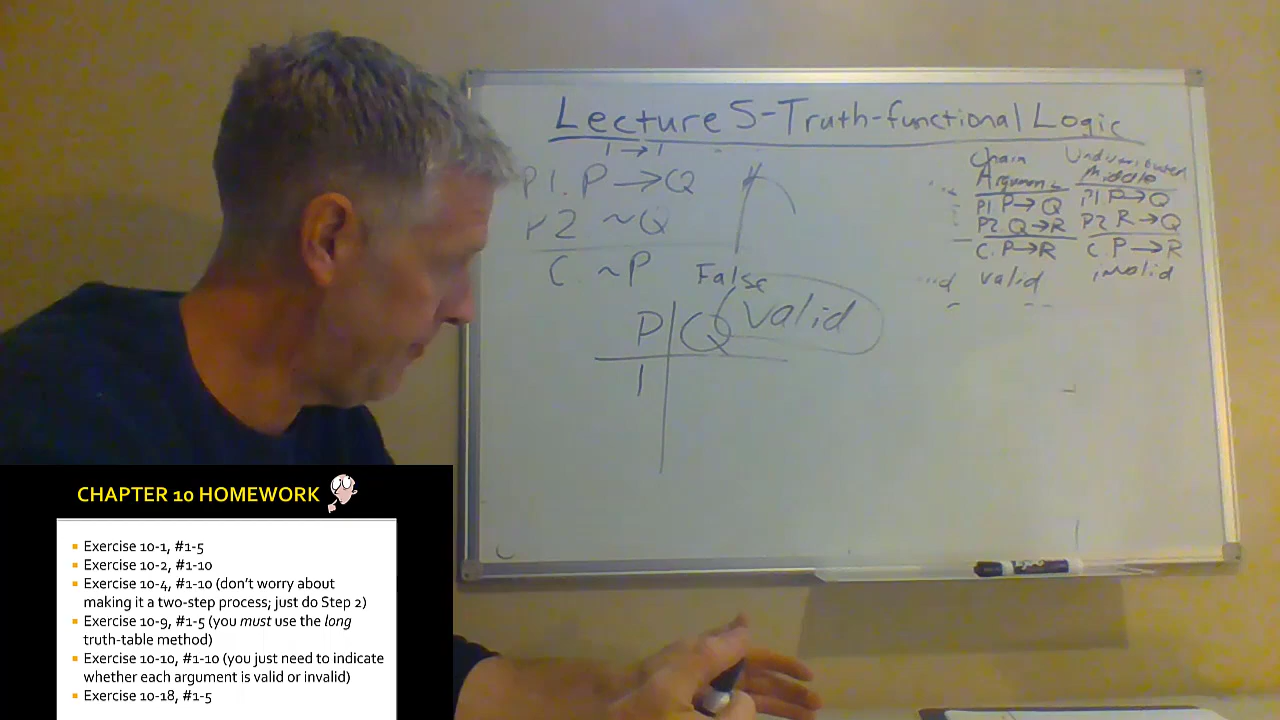 Lecture 5-Truth-functional Logic
1 → 1
P1. P → Q
P2 ~Q
C. ~P
False
P Q valid
1
Chain
Argument
P1 P→Q
P2. Q→R
C. P→R
valid
Undistributed
Middle
P1 P→Q
P2 R→Q
C. P→R
invalid
CHAPTER 10 HOMEWORK
Exercise 10-1, #1-5
Exercise 10-2, #1-10
Exercise 10-4, #1-10 (don't worry about
making it a two-step process; just do Step 2)
Exercise 10-9, #1-5 (you must use the long
truth-table method)
Exercise 10-10, #1-10 (you just need to indicate
whether each argument is valid or invalid)
Exercise 10-18, #1-5